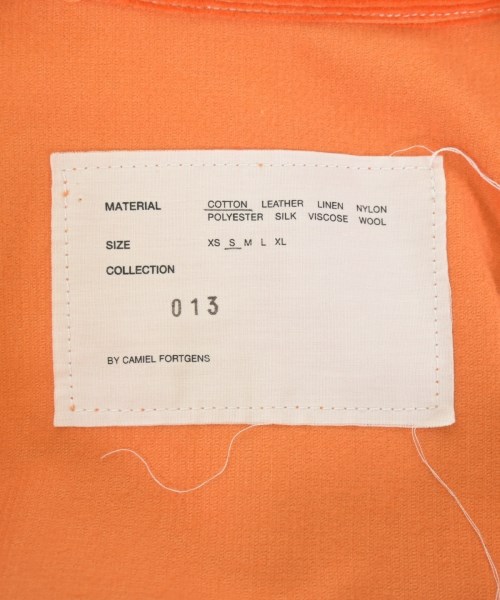 MATERIAL COTTON LEATHER LINEN NYLON
POLYESTER SILK VISCOSE WOOL
SIZE XS S M L XL
COLLECTION
013
BY CAMIEL FORTGENS